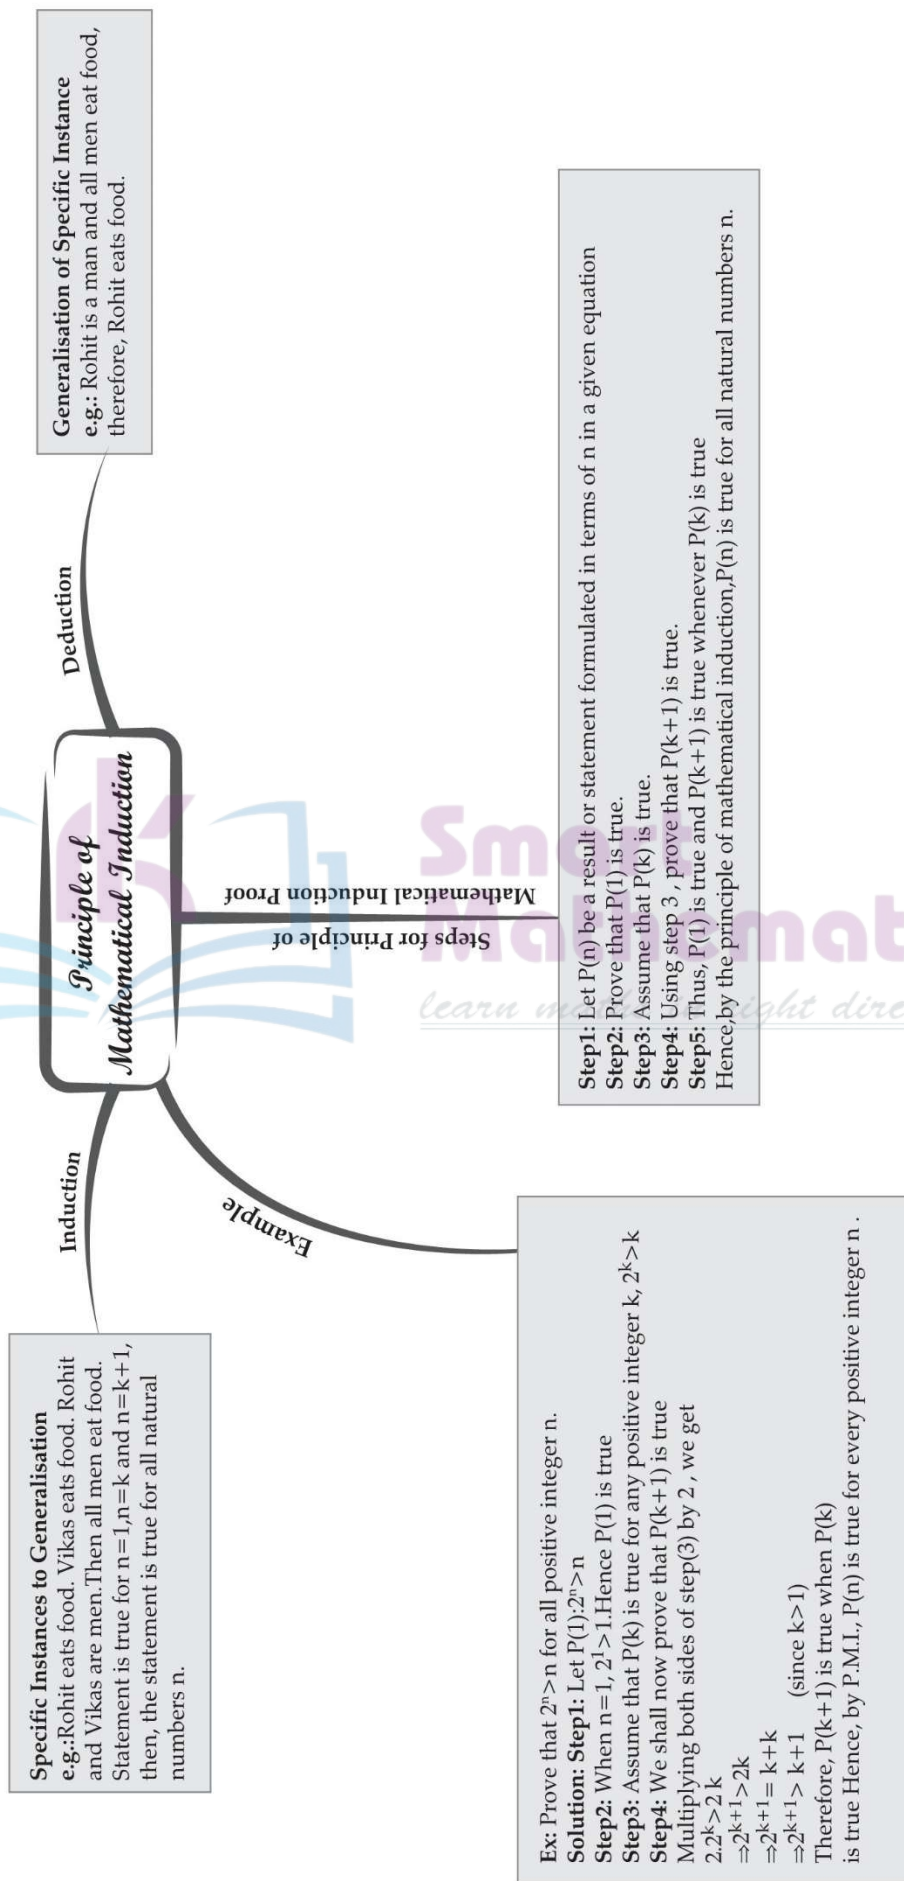 Principle of
Mathematical Induction
Induction
Specific Instances to Generalisation
e.g.:Rohit eats food. Vikas eats food. Rohit
and Vikas are men.Then all men eat food.
Statement is true for n=1,n=k and n=k+1,
then, the statement is true for all natural
numbers n.
Deduction
Generalisation of Specific Instance
e.g.: Rohit is a man and all men eat food,
therefore, Rohit eats food.
Steps for Principle of
Mathematical Induction Proof
Step1: Let P(n) be a result or statement formulated in terms of n in a given equation
Step2: Prove that P(1) is true.
Step3: Assume that P(k) is true.
Step4: Using step 3 , prove that P(k+1) is true.
Step5: Thus, P(1) is true and P(k+1) is true whenever P(k) is true
Hence,by the principle of mathematical induction,P(n) is true for all natural numbers n.
Example
Ex: Prove that 2ⁿ>n for all positive integer n.
Solution: Step1: Let P(1):2ⁿ>n
Step2: When n=1, 2¹>1.Hence P(1) is true
Step3: Assume that P(k) is true for any positive integer k, 2ᵏ>k
Step4: We shall now prove that P(k+1) is true
Multiplying both sides of step(3) by 2 , we get
2.2ᵏ>2k
⇒2ᵏ⁺¹>2k
⇒2ᵏ⁺¹= k+k
⇒2ᵏ⁺¹> k+1 (since k>1)
Therefore, P(k+1) is true when P(k)
is true Hence, by P.M.I., P(n) is true for every positive integer n .
Smart
Mathemat
learn maths right dire